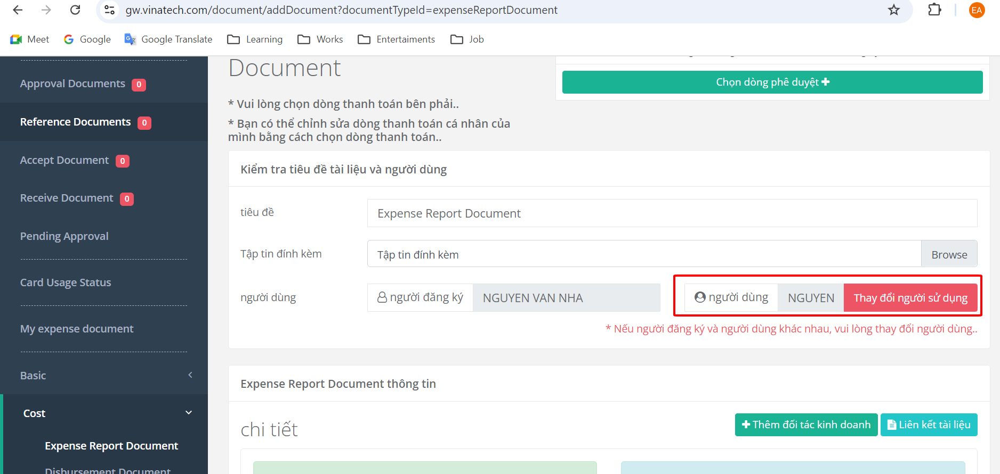 gw.vinatech.com/document/addDocument?documentTypeId=expenseReportDocument
EA
Meet
Google
Google Translate
Learning
Works
Entertaiments
Job
Approval Documents 0
Reference Documents 0
Accept Document 0
Receive Document 0
Pending Approval
Card Usage Status
My expense document
Basic
Cost
Expense Report Document
Disbursement Document
Document
Chọn dòng phê duyệt
* Vui lòng chọn dòng thanh toán bên phải..
* Bạn có thể chỉnh sửa dòng thanh toán cá nhân của
mình bằng cách chọn dòng thanh toán..
Kiểm tra tiêu đề tài liệu và người dùng
tiêu đề
Expense Report Document
Tập tin đính kèm
Tập tin đính kèm
Browse
người dùng
người đăng ký
NGUYEN VAN NHA
người dùng
NGUYEN
Thay đổi người sử dụng
* Nếu người đăng ký và người dùng khác nhau, vui lòng thay đổi người dùng..
Expense Report Document thông tin
chi tiết
Thêm đối tác kinh doanh
Liên kết tài liệu